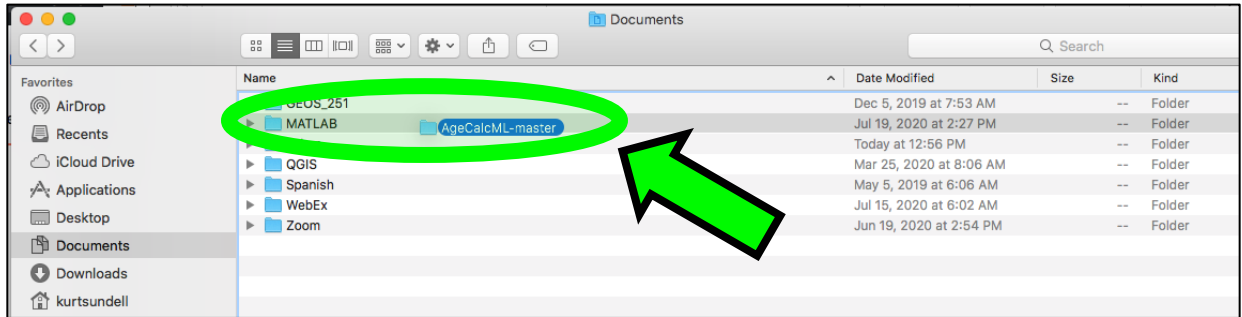 Documents
Search
Favorites
AirDrop
Recents
iCloud Drive
Applications
Desktop
Documents
Downloads
kurtsundell
Name Date Modified Size Kind
GEOS_251 Dec 5, 2019 at 7:53 AM -- Folder
MATLAB AgeCalcML-master Jul 19, 2020 at 2:27 PM -- Folder
Today at 12:56 PM -- Folder
QGIS Mar 25, 2020 at 8:06 AM -- Folder
Spanish May 5, 2019 at 6:06 AM -- Folder
WebEx Jul 15, 2020 at 6:02 AM -- Folder
Zoom Jun 19, 2020 at 2:54 PM -- Folder